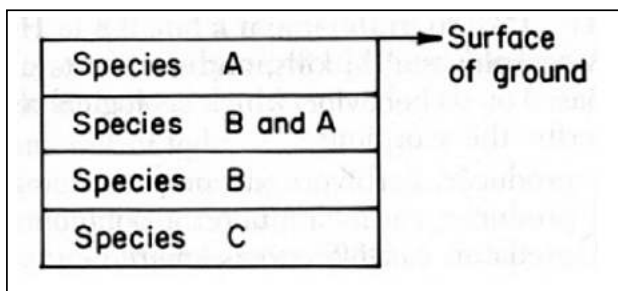 Species A
Surface of ground
Species B and A
Species B
Species C